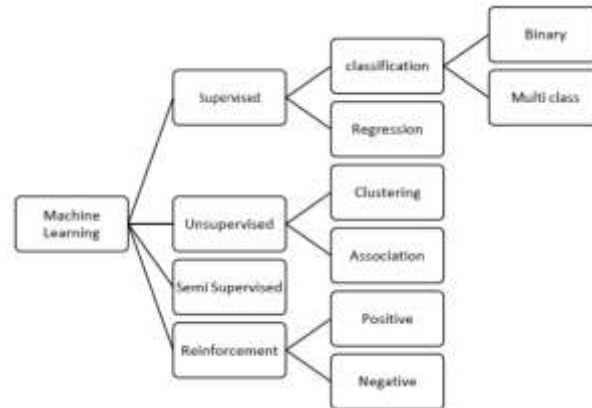 Binary
classification
Supervised
Multi class
Regression
Clustering
Machine
Learning
Unsupervised
Association
Semi Supervised
Positive
Reinforcement
Negative